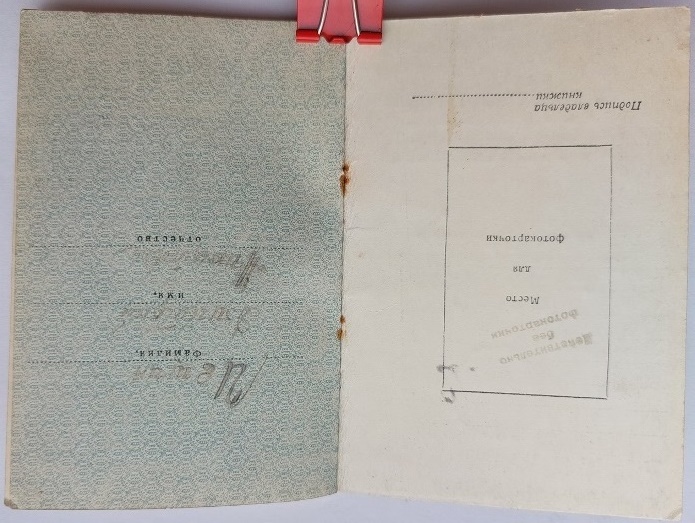 Место
для
фотокарточки
Действительно
без
фотокарточки
Подпись владельца
книжки
фамилия.
имя.
отчество